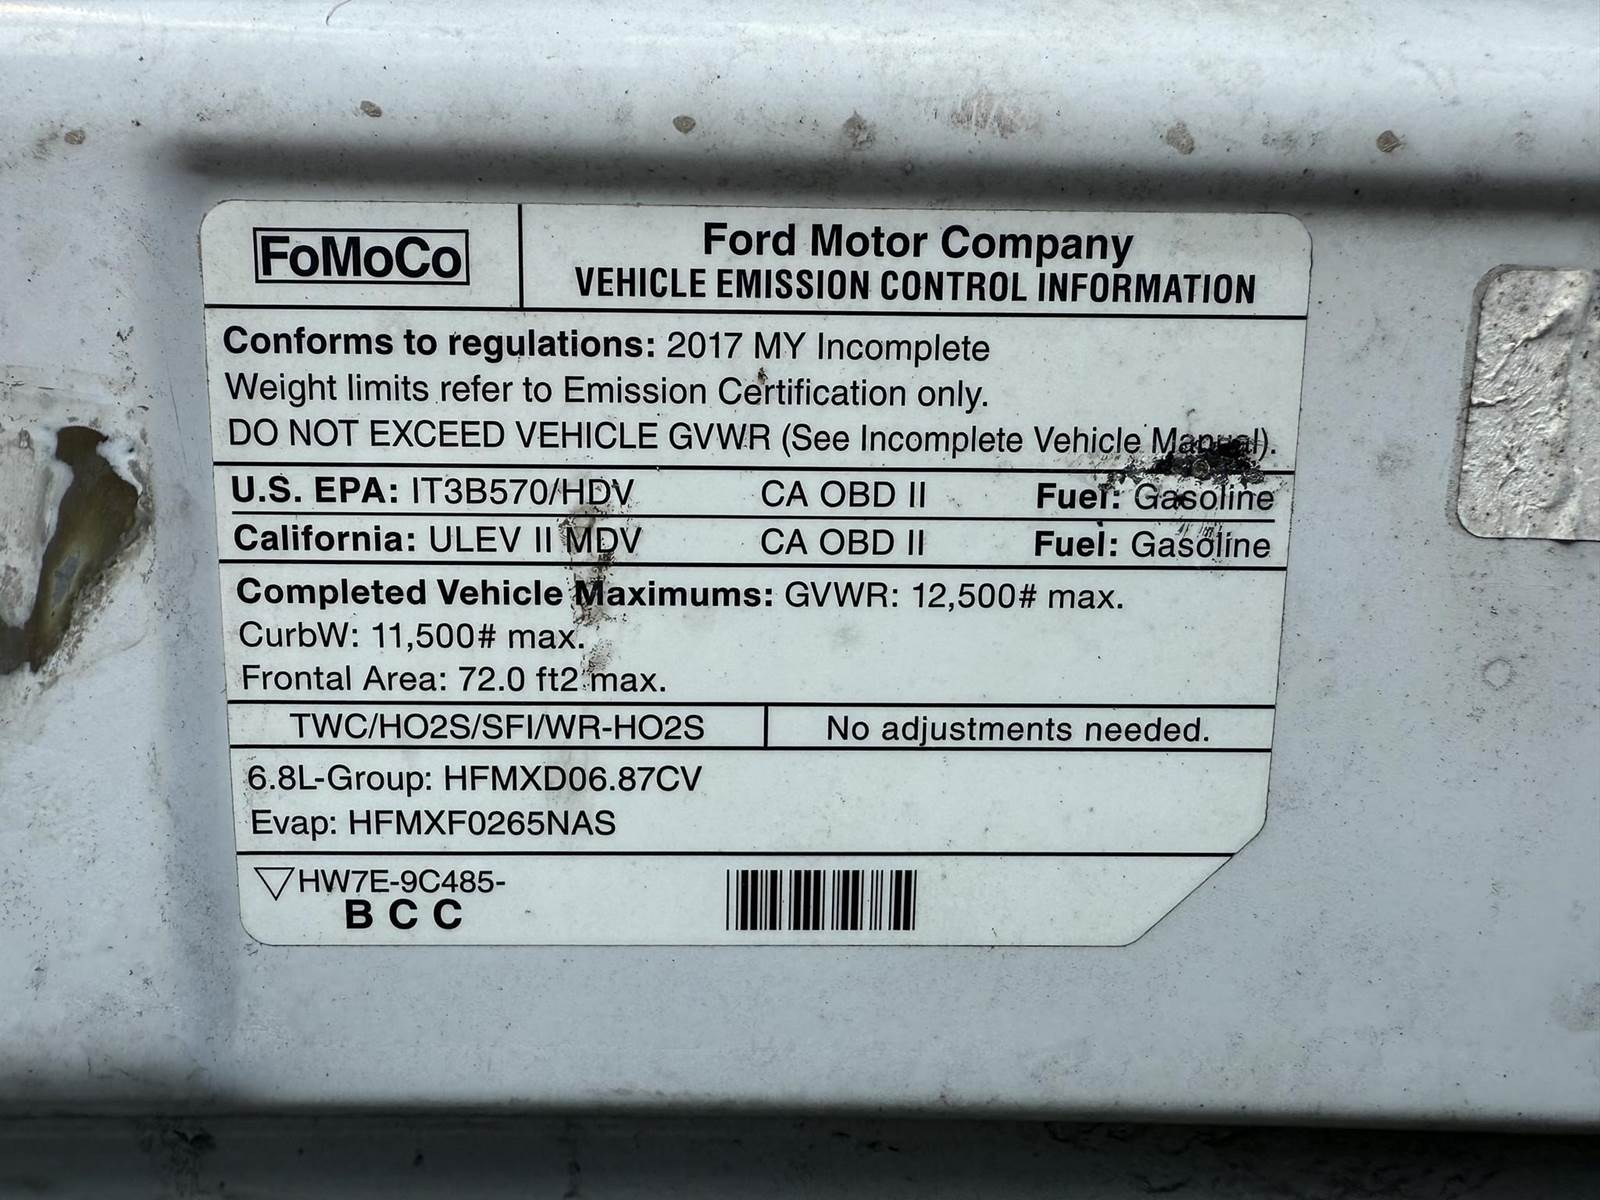 FoMoCo
Ford Motor Company
VEHICLE EMISSION CONTROL INFORMATION
Conforms to regulations: 2017 MY Incomplete
Weight limits refer to Emission Certification only.
DO NOT EXCEED VEHICLE GVWR (See Incomplete Vehicle Manual).
U.S. EPA: IT3B570/HDV CA OBD II Fuel: Gasoline
California: ULEV II MDV CA OBD II Fuel: Gasoline
Completed Vehicle Maximums: GVWR: 12,500# max.
CurbW: 11,500# max.
Frontal Area: 72.0 ft2 max.
TWC/HO2S/SFI/WR-HO2S No adjustments needed.
6.8L-Group: HFMXD06.87CV
Evap: HFMXF0265NAS
HW7E-9C485-
B C C